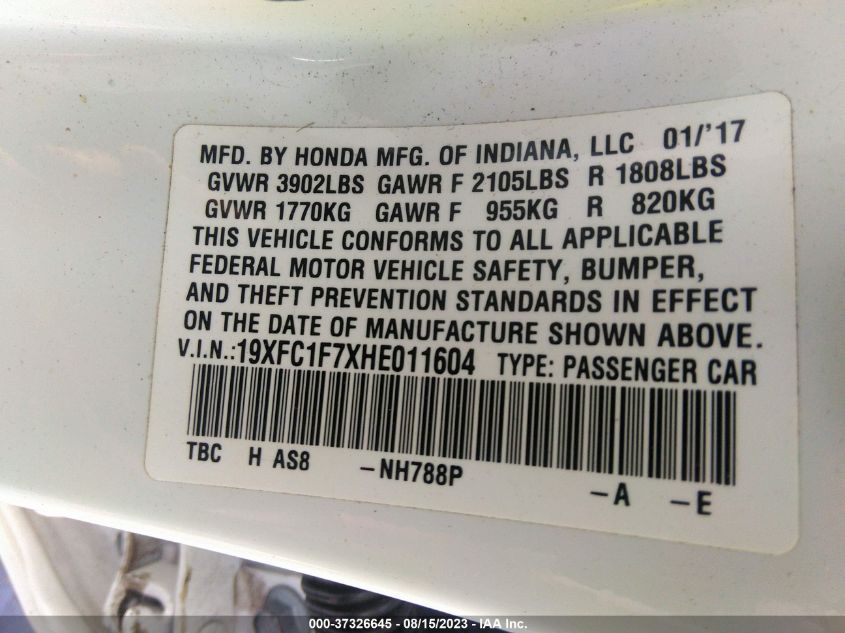 MFD. BY HONDA MFG. OF INDIANA, LLC 01/'17
GVWR 3902LBS GAWR F 2105LBS R 1808LBS
GVWR 1770KG GAWR F 955KG R 820KG
THIS VEHICLE CONFORMS TO ALL APPLICABLE
FEDERAL MOTOR VEHICLE SAFETY, BUMPER,
AND THEFT PREVENTION STANDARDS IN EFFECT
ON THE DATE OF MANUFACTURE SHOWN ABOVE.
V.I.N.:19XFC1F7XHE011604 TYPE: PASSENGER CAR
TBC H AS8 -NH788P -A -E
000-37326645 - 08/15/2023 - IAA Inc.